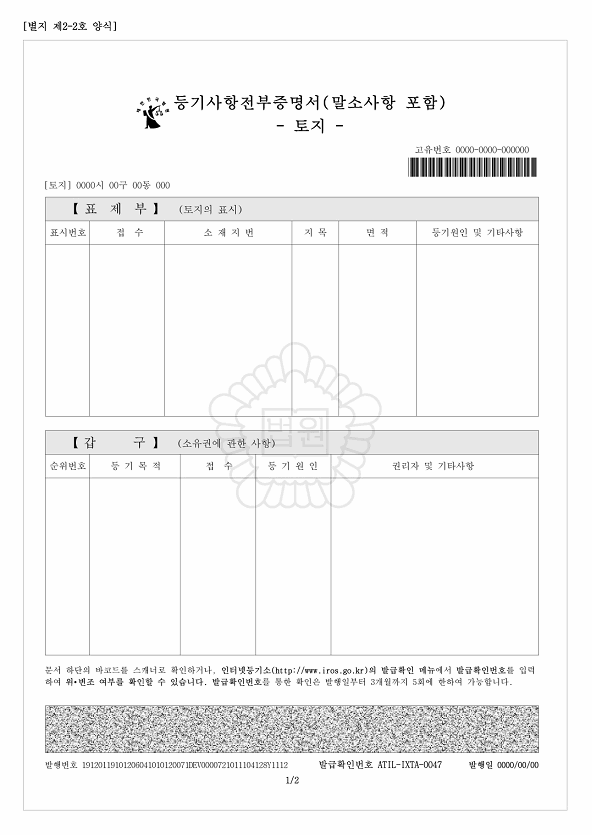 [별지 제2-2호 양식]
등기사항전부증명서(말소사항 포함)
- 토지 -
고유번호 0000-0000-000000
[토지] 0000시 00구 00동 000
【 표 제 부 】 (토지의 표시)
표시번호 접 수 소 재 지 번 지 목 면 적 등기원인 및 기타사항
법원
【 갑 구 】 (소유권에 관한 사항)
순위번호 등 기 목 적 접 수 등 기 원 인 권리자 및 기타사항
문서 하단의 바코드를 스캐너로 확인하거나, 인터넷등기소(http://www.iros.go.kr)의 발급확인 메뉴에서 발급확인번호를 입력
하여 위•변조 여부를 확인할 수 있습니다. 발급확인번호를 통한 확인은 발행일부터 3개월까지 5회에 한하여 가능합니다.
발행번호 19120119101206041010120071DEV0000721011104128Y1112 발급확인번호 ATIL-IXTA-0047 발행일 0000/00/00
1/2